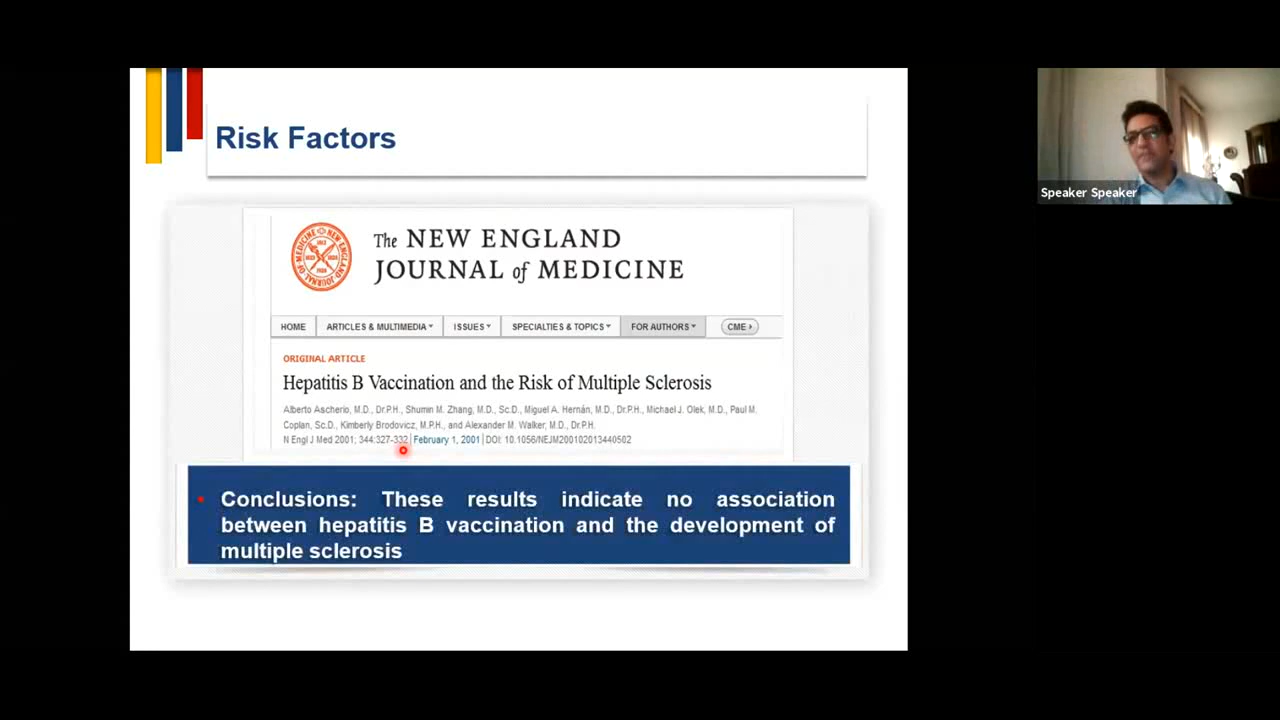 Risk Factors
The NEW ENGLAND
JOURNAL of MEDICINE
HOME ARTICLES & MULTIMEDIA ISSUES SPECIALTIES & TOPICS FOR AUTHORS CME
ORIGINAL ARTICLE
Hepatitis B Vaccination and the Risk of Multiple Sclerosis
Alberto Ascherio, M.D., Dr.P.H., Shumin M. Zhang, M.D., Sc.D., Miguel A. Hernán, M.D., Dr.P.H., Michael J. Olek, M.D., Paul M.
Coplan, Sc.D., Kimberly Brodovicz, M.P.H., and Alexander M. Walker, M.D., Dr.P.H.
N Engl J Med 2001; 344:327-332 | February 1, 2001 | DOI: 10.1056/NEJM200102013440502
• Conclusions: These results indicate no association
between hepatitis B vaccination and the development of
multiple sclerosis
Speaker Speaker